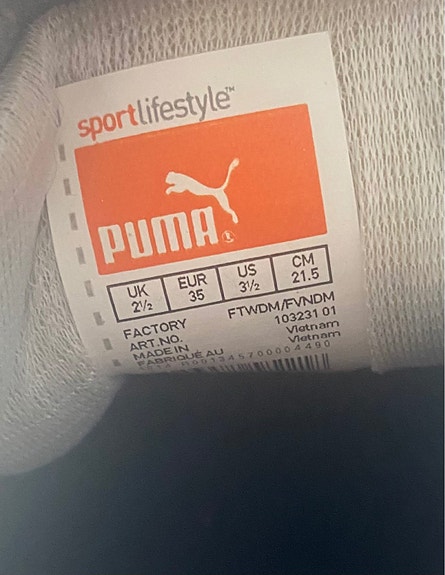 sportlifestyle™
PUMA®
UK EUR US CM
2½ 35 3½ 21.5
FACTORY FTWDM/FVNDM
ART.NO. 103231 01
MADE IN Vietnam
FABRIQUÉ AU Vietnam